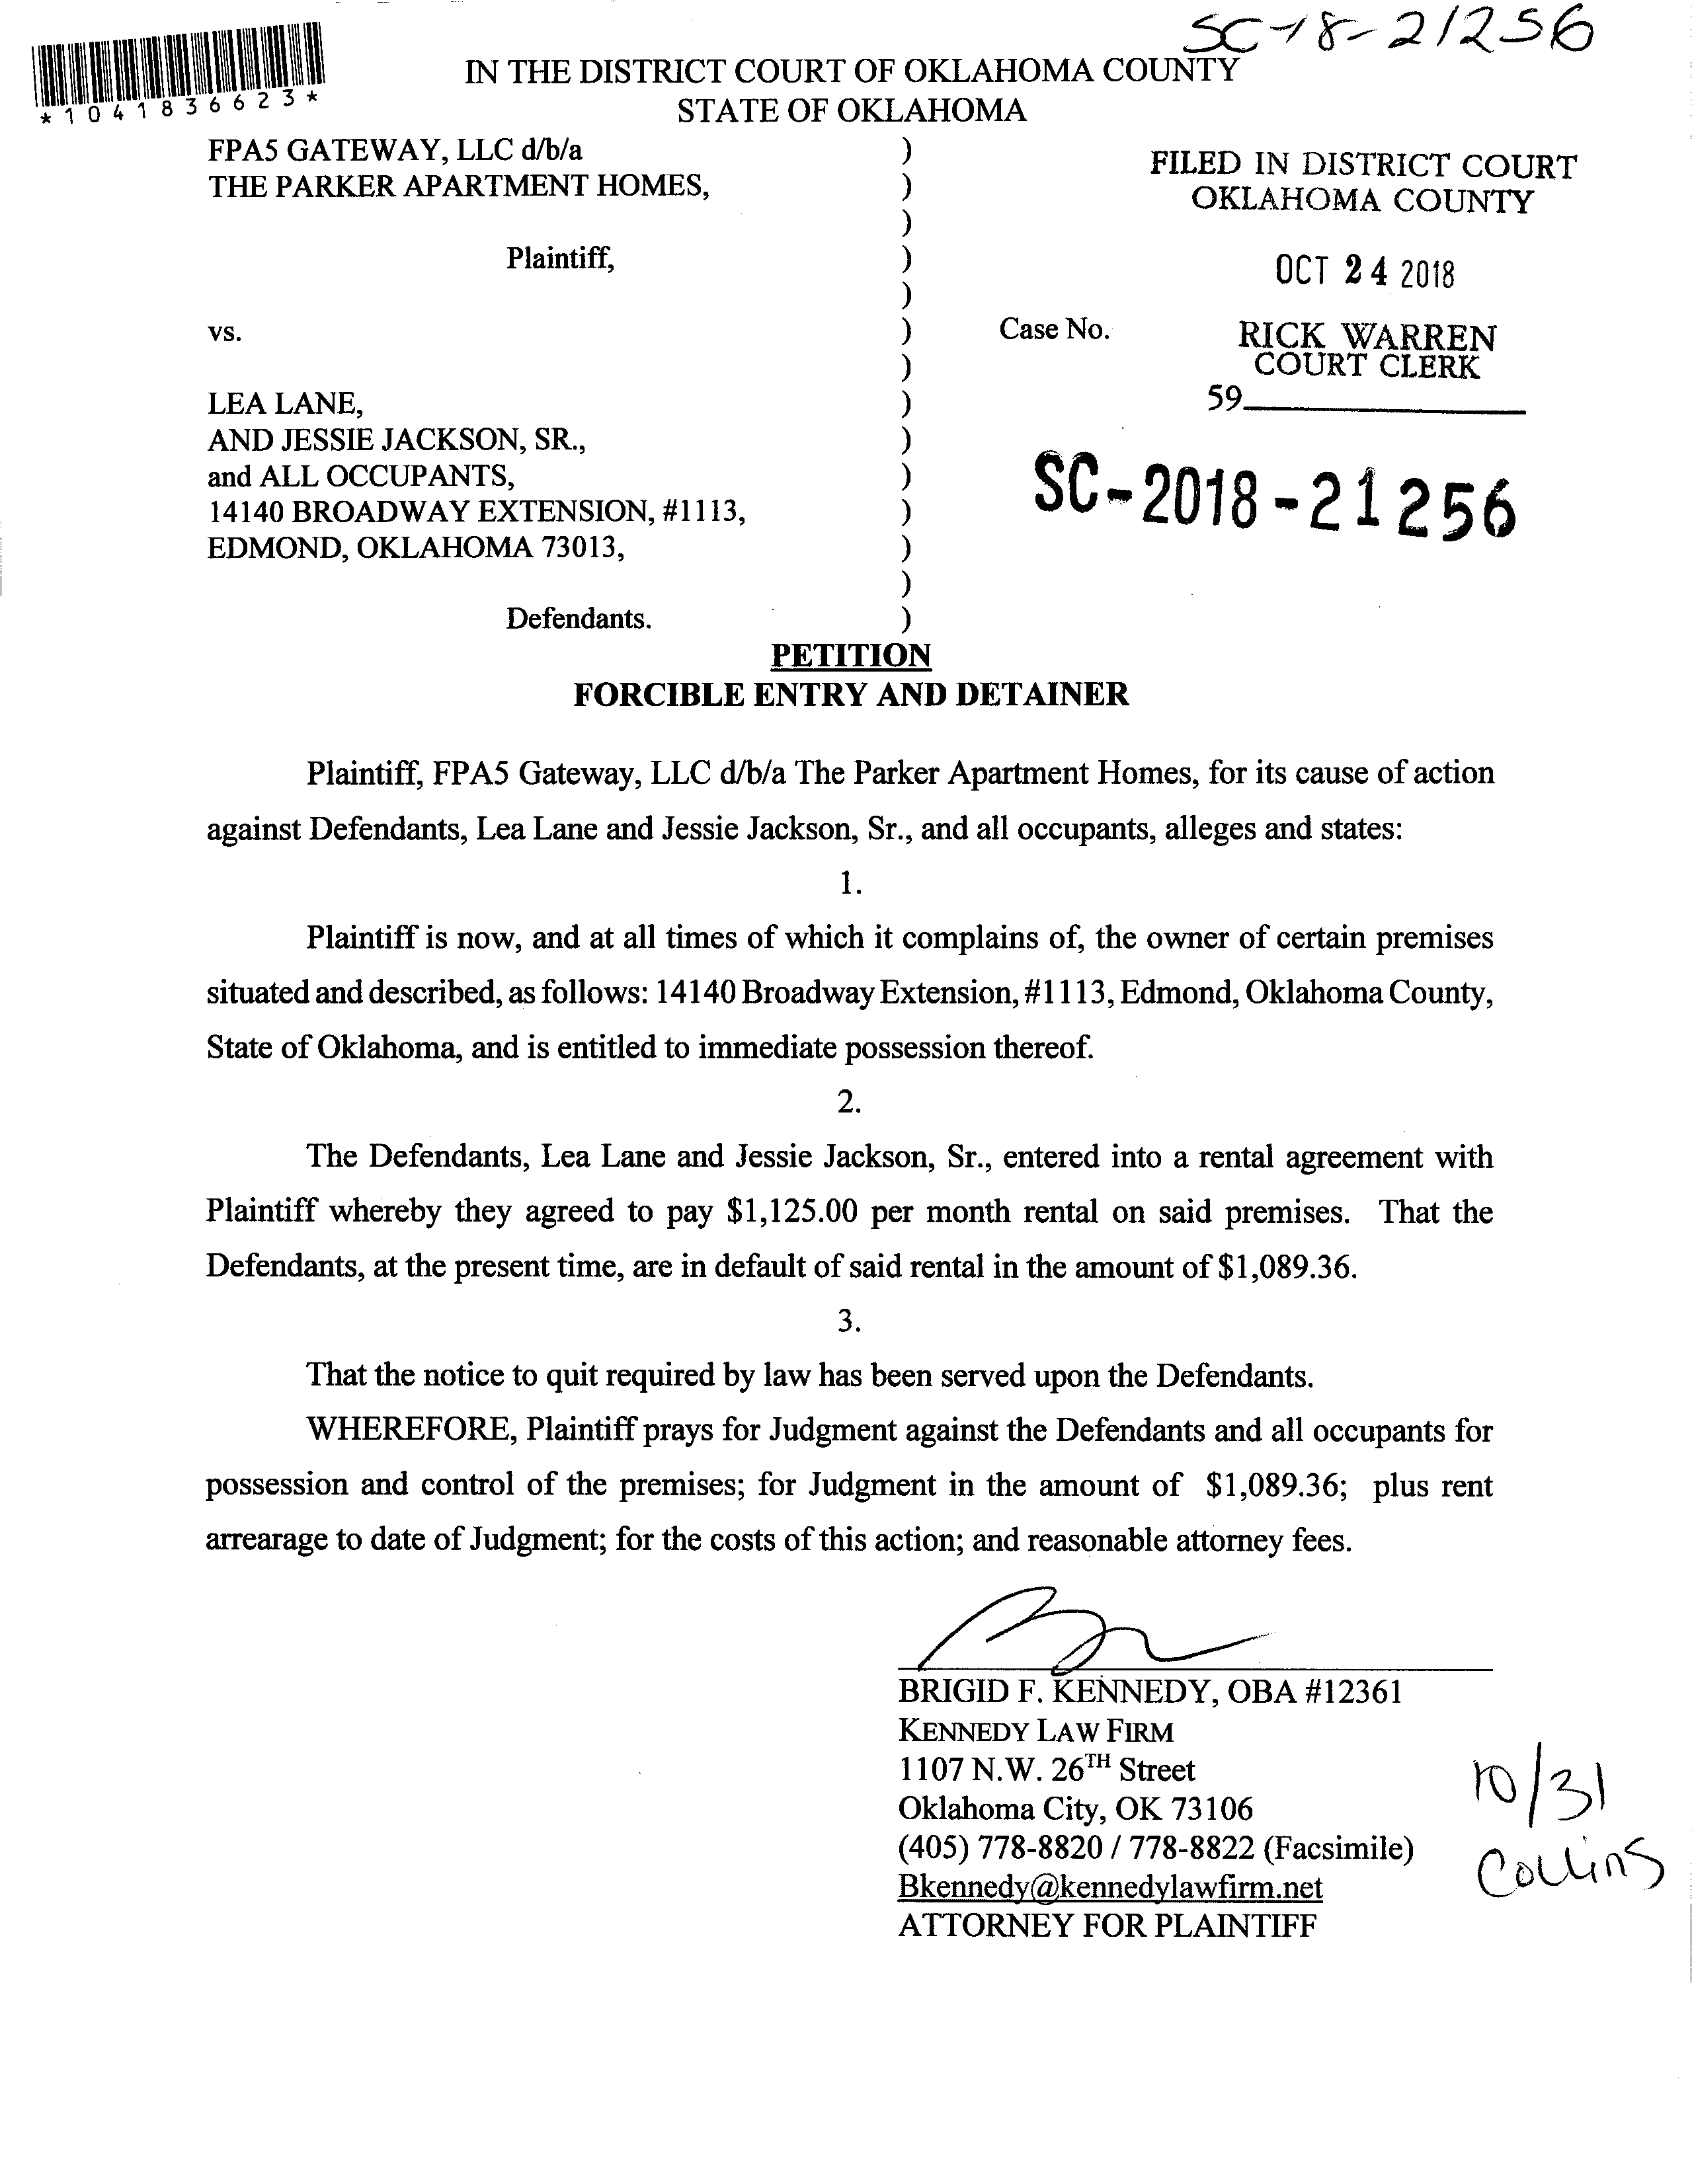 SC-18-21256
*1041836623*
IN THE DISTRICT COURT OF OKLAHOMA COUNTY
STATE OF OKLAHOMA
FPA5 GATEWAY, LLC d/b/a )
THE PARKER APARTMENT HOMES, )
)
Plaintiff, )
)
vs. ) Case No.
)
LEA LANE, )
AND JESSIE JACKSON, SR., )
and ALL OCCUPANTS, )
14140 BROADWAY EXTENSION, #1113, )
EDMOND, OKLAHOMA 73013, )
)
Defendants. )
FILED IN DISTRICT COURT
OKLAHOMA COUNTY
OCT 24 2018
RICK WARREN
COURT CLERK
59
SC-2018-21256
PETITION
FORCIBLE ENTRY AND DETAINER
Plaintiff, FPA5 Gateway, LLC d/b/a The Parker Apartment Homes, for its cause of action
against Defendants, Lea Lane and Jessie Jackson, Sr., and all occupants, alleges and states:
1.
Plaintiff is now, and at all times of which it complains of, the owner of certain premises
situated and described, as follows: 14140 Broadway Extension, #1113, Edmond, Oklahoma County,
State of Oklahoma, and is entitled to immediate possession thereof.
2.
The Defendants, Lea Lane and Jessie Jackson, Sr., entered into a rental agreement with
Plaintiff whereby they agreed to pay $1,125.00 per month rental on said premises. That the
Defendants, at the present time, are in default of said rental in the amount of $1,089.36.
3.
That the notice to quit required by law has been served upon the Defendants.
WHEREFORE, Plaintiff prays for Judgment against the Defendants and all occupants for
possession and control of the premises; for Judgment in the amount of $1,089.36; plus rent
arrearage to date of Judgment; for the costs of this action; and reasonable attorney fees.
BRIGID F. KENNEDY, OBA #12361
KENNEDY LAW FIRM
1107 N.W. 26TH Street
Oklahoma City, OK 73106
(405) 778-8820 / 778-8822 (Facsimile)
Bkennedy@kennedylawfirm.net
ATTORNEY FOR PLAINTIFF
10/31
Collins